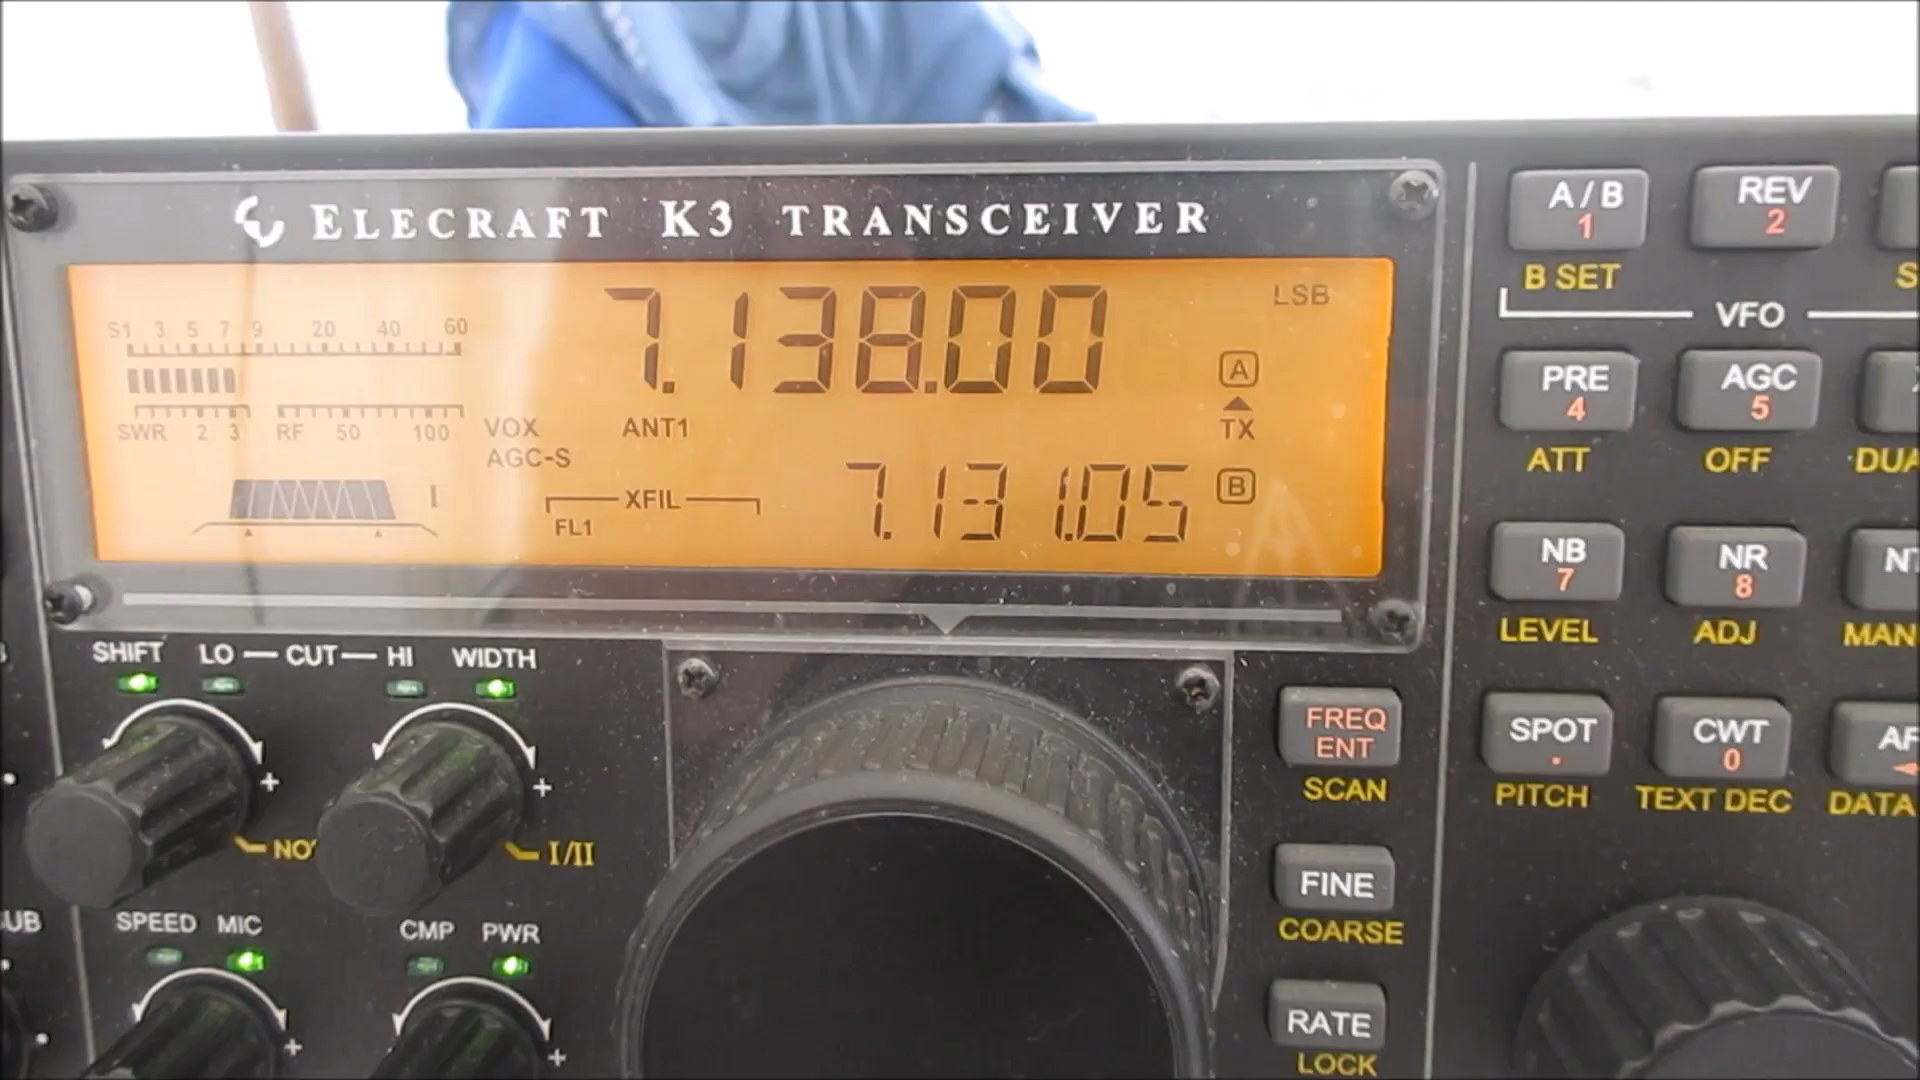 ELECRAFT K3 TRANSCEIVER
S1 3 5 7 9 20 40 60
SWR 2 3 RF 50 100
VOX
AGC-S
7.138.00
LSB
ANT1
A
TX
XFIL
FL1
I
7.131.05
B
A / B
1
B SET
REV
2
VFO
PRE
4
ATT
AGC
5
OFF
NB
7
LEVEL
NR
8
ADJ
MAN
SPOT
.
PITCH
CWT
0
TEXT DEC
DATA
SHIFT LO CUT HI WIDTH
+
+
I/II
SPEED MIC
CMP PWR
+
+
FREQ
ENT
SCAN
FINE
COARSE
RATE
LOCK